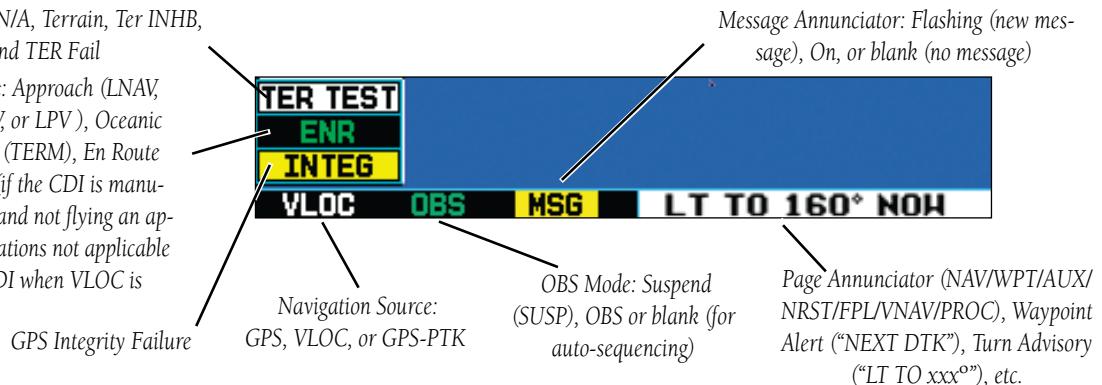 N/A, Terrain, Ter INHB,
nd TER Fail
: Approach (LNAV,
V, or LPV ), Oceanic
(TERM), En Route
if the CDI is manu-
and not flying an ap-
ations not applicable
DI when VLOC is
GPS Integrity Failure
Message Annunciator: Flashing (new mes-
sage), On, or blank (no message)
TER TEST
ENR
INTEG
VLOC OBS MSG LT TO 160° NOW
Navigation Source:
GPS, VLOC, or GPS-PTK
OBS Mode: Suspend
(SUSP), OBS or blank (for
auto-sequencing)
Page Annunciator (NAV/WPT/AUX/
NRST/FPL/VNAV/PROC), Waypoint
Alert (“NEXT DTK”), Turn Advisory
(“LT TO xxxº”), etc.